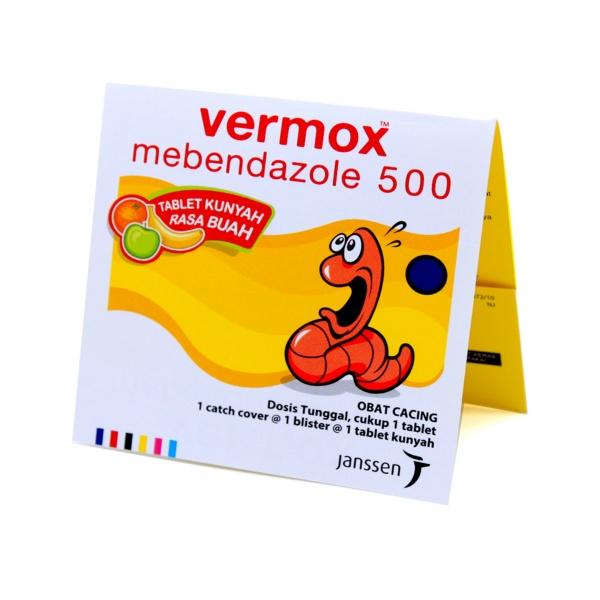 vermox™
mebendazole 500
TABLET KUNYAH
RASA BUAH
OBAT CACING
Dosis Tunggal, cukup 1 tablet
1 catch cover @ 1 blister @ 1 tablet kunyah
Janssen